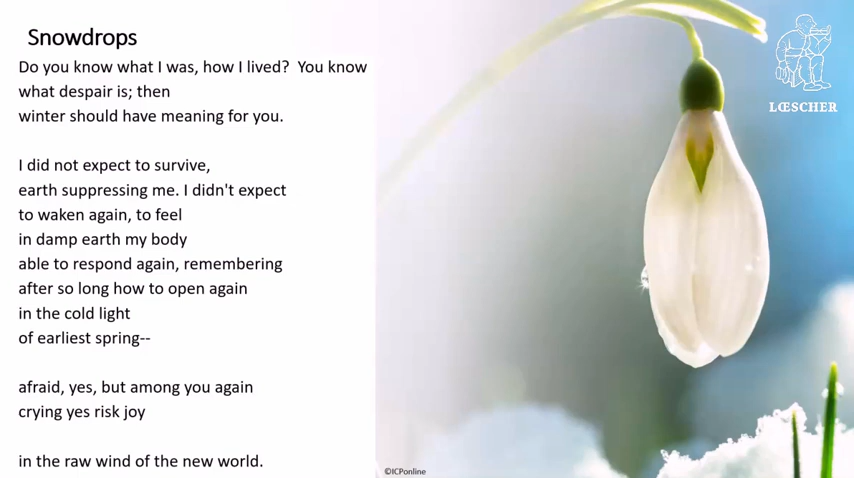 Snowdrops
Do you know what I was, how I lived?  You know
what despair is; then
winter should have meaning for you.
I did not expect to survive,
earth suppressing me. I didn't expect
to waken again, to feel
in damp earth my body
able to respond again, remembering
after so long how to open again
in the cold light
of earliest spring--
afraid, yes, but among you again
crying yes risk joy
in the raw wind of the new world.
LŒSCHER
©ICPonline